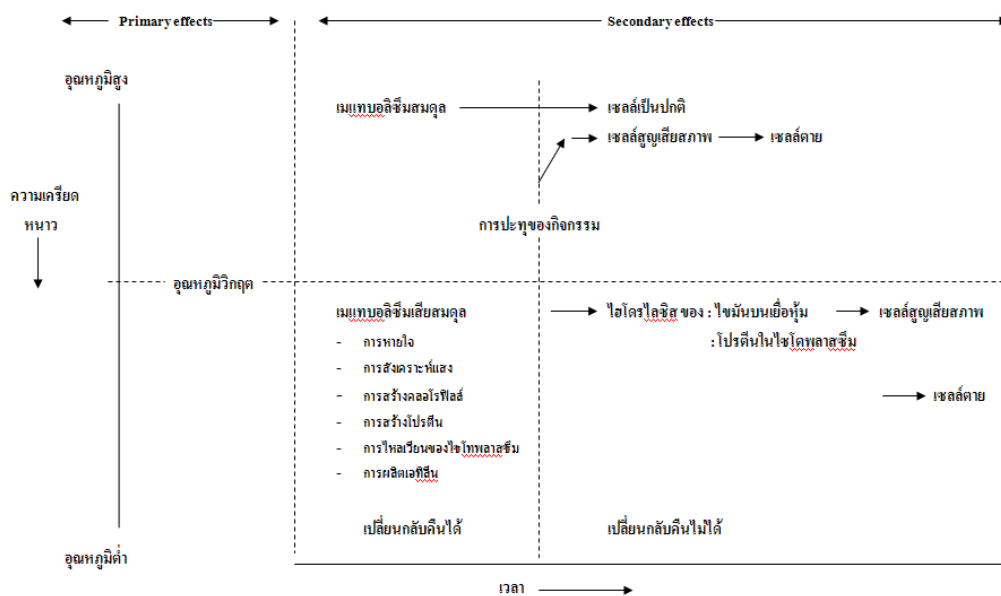 Primary effects Secondary effects
อุณหภูมิสูง
เมแทบอลิซึมสมดุล เซลล์เป็นปกติ
เซลล์สูญเสียสภาพ เซลล์ตาย
ความเครียด
หนาว
การปะทุของกิจกรรม
อุณหภูมิวิกฤต
เมแทบอลิซึมเสียสมดุล ไฮโดรไลซิส ของ : ไขมันบนเยื่อหุ้ม เซลล์สูญเสียสภาพ
: โปรตีนในไซโตพลาสซึม
- การหายใจ
- การสังเคราะห์แสง
- การสร้างคลอโรฟิลล์ เซลล์ตาย
- การสร้างโปรตีน
- การไหลเวียนของไซโทพลาสซึม
- การผลิตเอทิลีน
เปลี่ยนกลับคืนได้ เปลี่ยนกลับคืนไม่ได้
อุณหภูมิต่ำ
เวลา